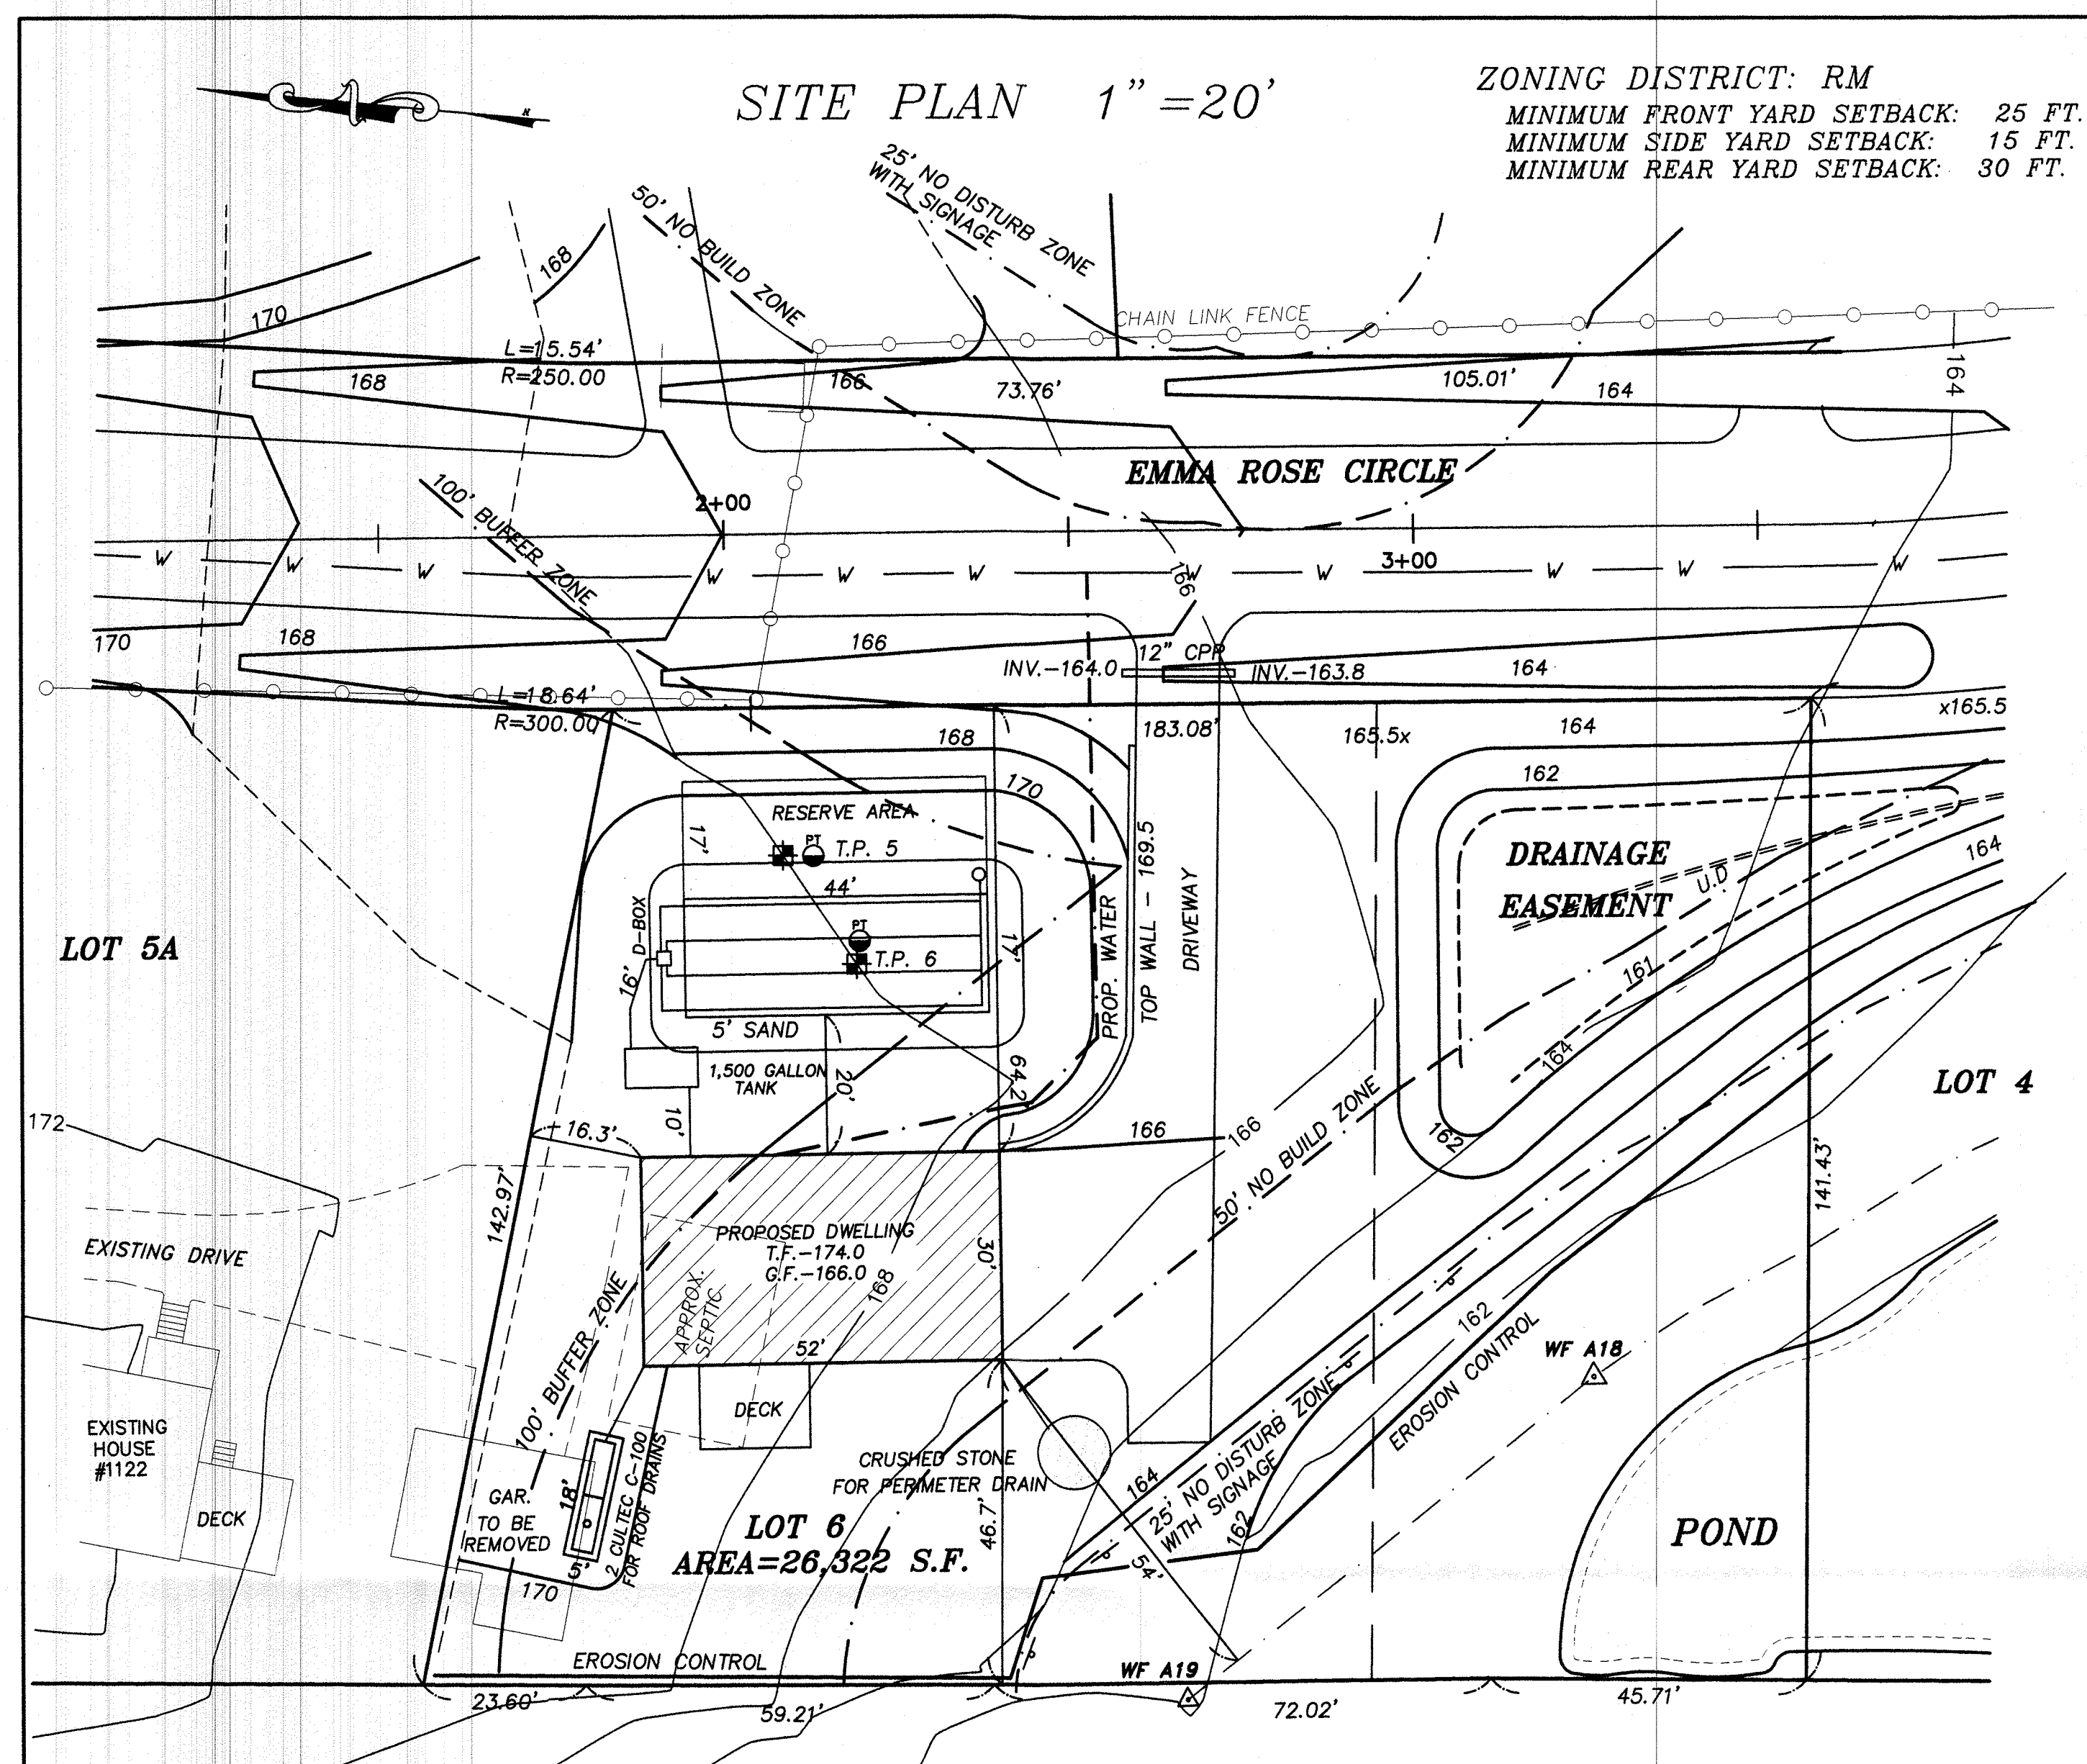 SITE PLAN 1"=20'
ZONING DISTRICT: RM
MINIMUM FRONT YARD SETBACK: 25 FT.
MINIMUM SIDE YARD SETBACK: 15 FT.
MINIMUM REAR YARD SETBACK: 30 FT.
N
25' NO DISTURB ZONE
WITH SIGNAGE
50' NO BUILD ZONE
168
170
CHAIN LINK FENCE
L=15.54'
R=250.00
168
166
73.76'
105.01'
164
164
EMMA ROSE CIRCLE
100' BUFFER ZONE
2+00
3+00
W W W W W W W W W W W W
166
170
168
166
12" CPP
INV.-164.0
INV.-163.8
164
L=18.64'
R=300.00
183.08'
165.5x
164
x165.5
168
170
162
RESERVE AREA
17'
PT
T.P. 5
44'
DRAINAGE
EASEMENT
U.D
164
LOT 5A
D-BOX
16'
PT
T.P. 6
17'
PROP. WATER
TOP WALL - 169.5
DRIVEWAY
161
5' SAND
1,500 GALLON
TANK
20'
10'
64.2'
164
LOT 4
172
16.3'
166
166
162
50' NO BUILD ZONE
142.97'
141.43'
EXISTING DRIVE
PROPOSED DWELLING
T.F.-174.0
G.F.-166.0
30'
168
APPROX.
SEPTIC
52'
100' BUFFER ZONE
162
EROSION CONTROL
WF A18
EXISTING
HOUSE
#1122
DECK
DECK
CRUSHED STONE
FOR PERIMETER DRAIN
GAR.
TO BE
REMOVED
18'
5'
2 CULTEC C-100
FOR ROOF DRAINS
164
25' NO DISTURB ZONE
WITH SIGNAGE
162
LOT 6
AREA=26,322 S.F.
46.7'
54'
POND
170
EROSION CONTROL
WF A19
23.60'
59.21'
72.02'
45.71'